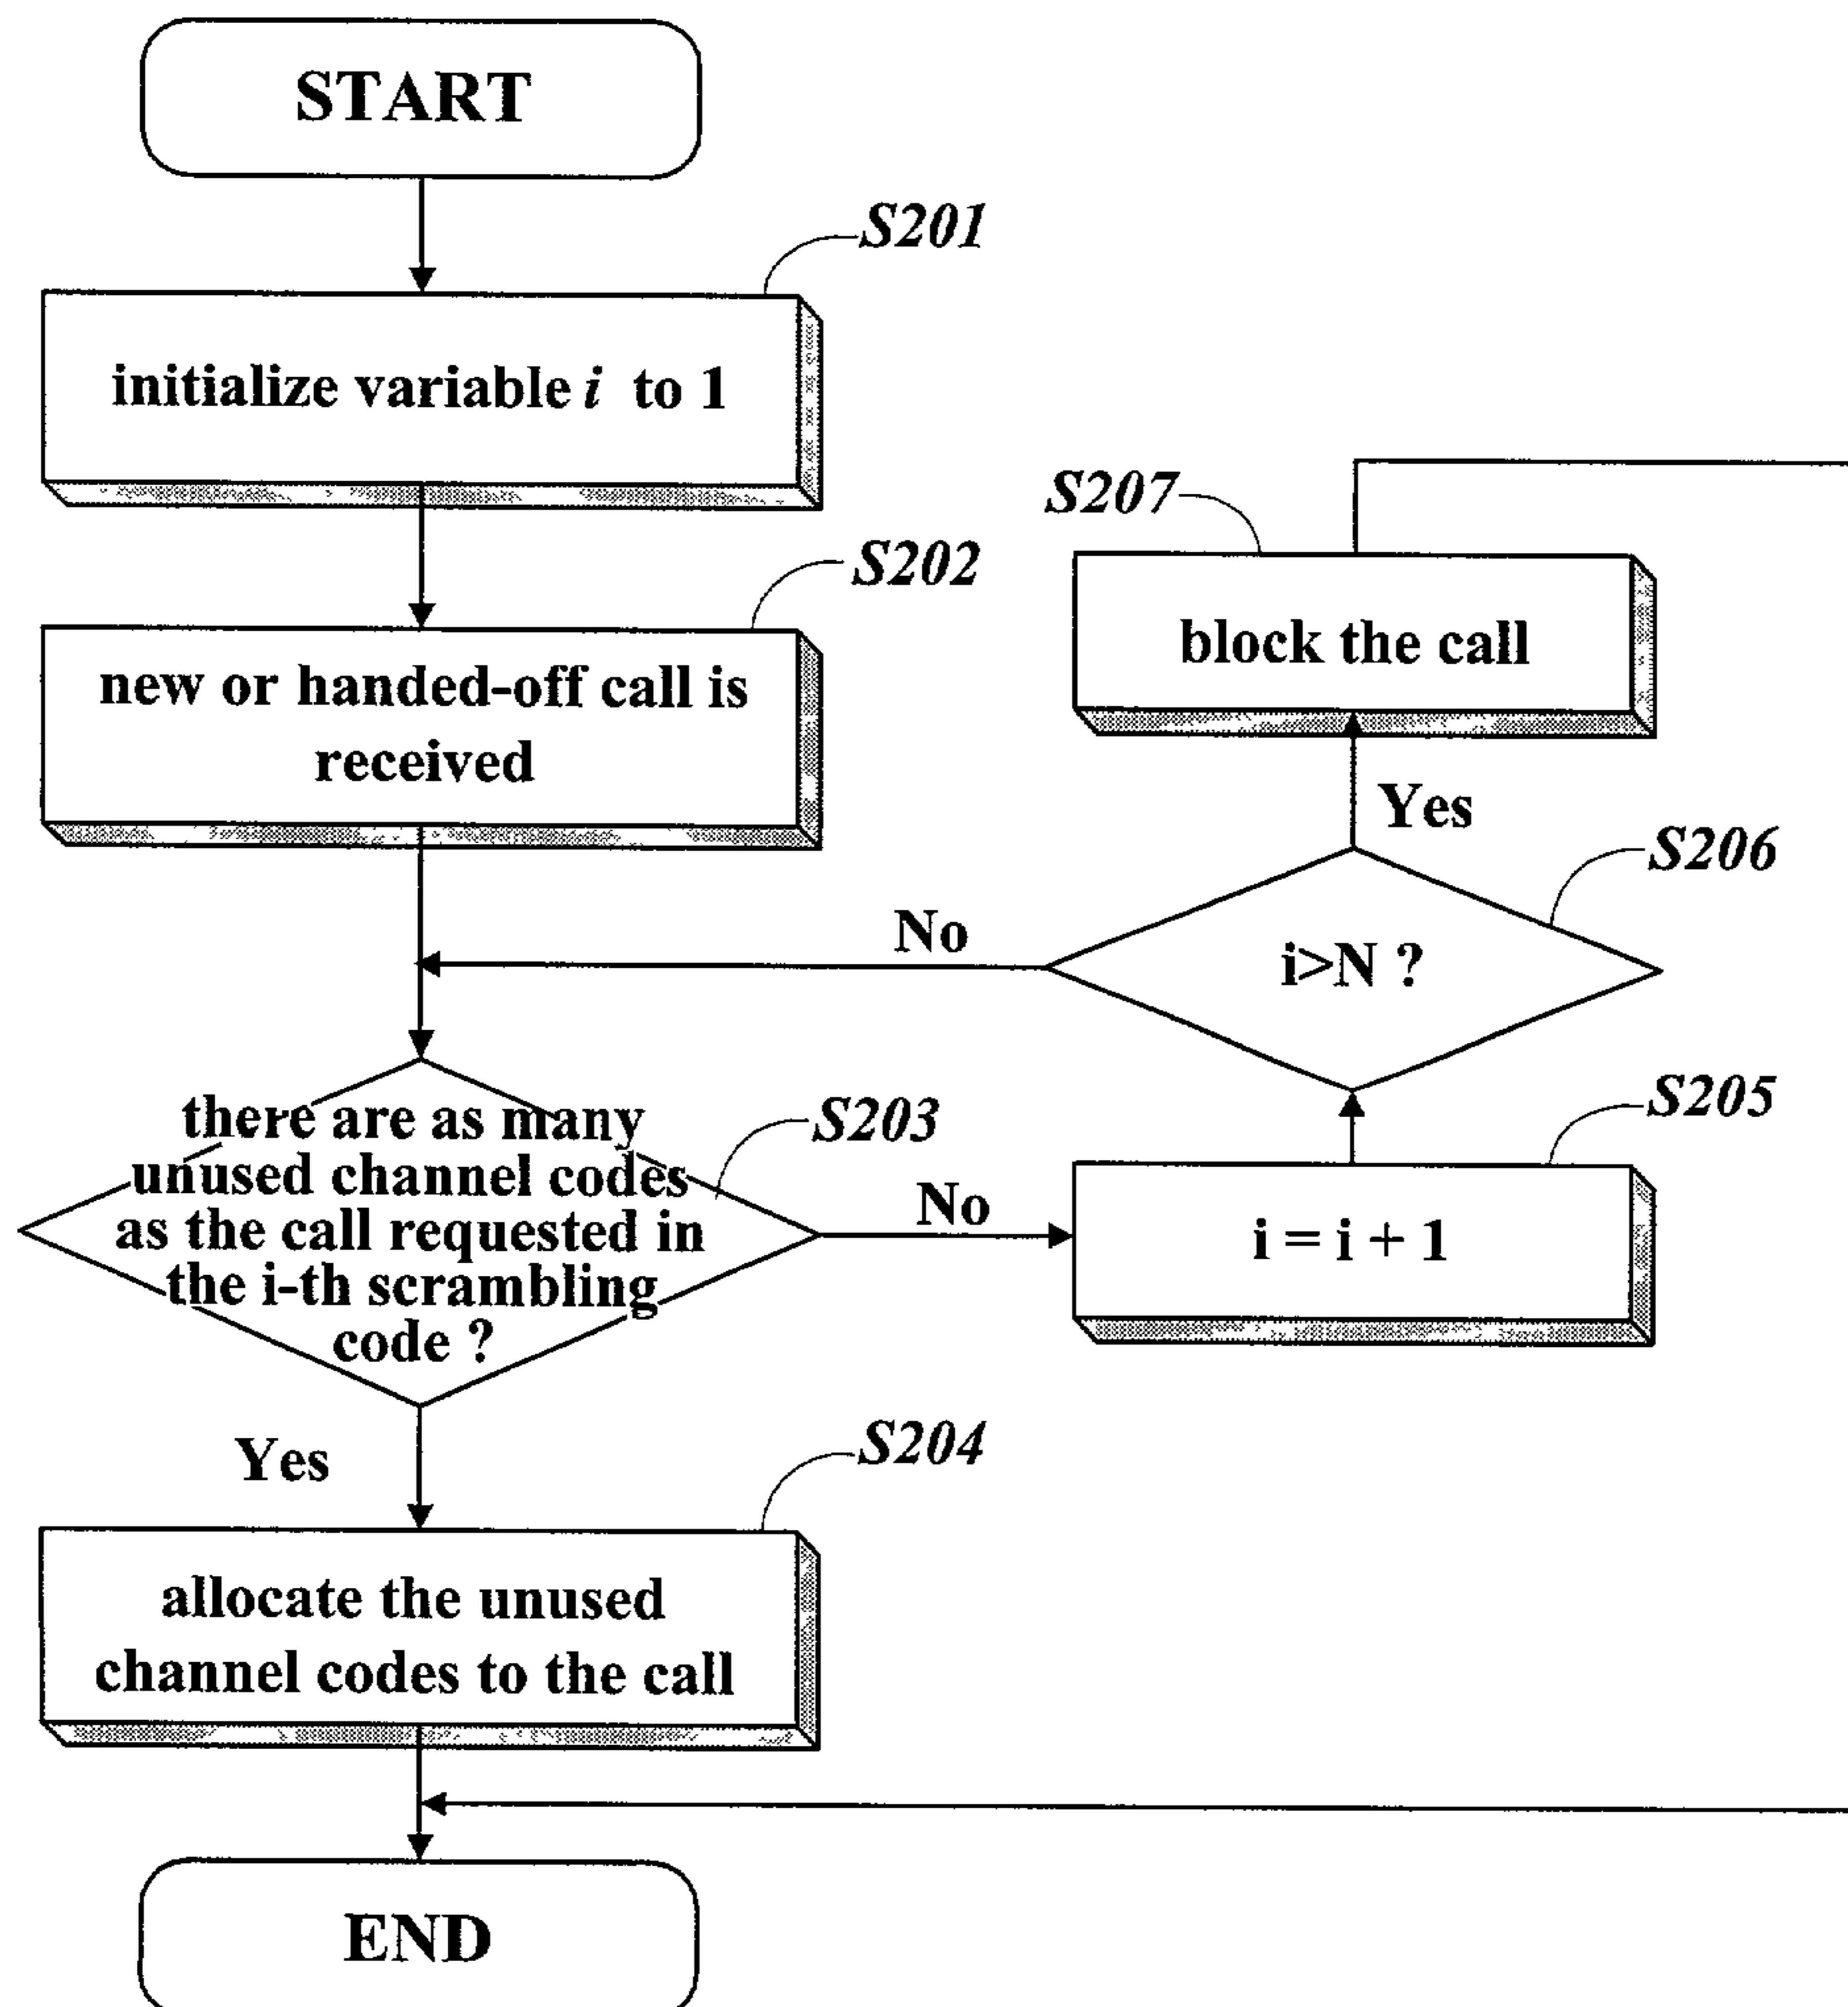 START
S201
initialize variable i to 1
S202
new or handed-off call is
received
S203
there are as many
unused channel codes
as the call requested in
the i-th scrambling
code ?
No
Yes
S204
allocate the unused
channel codes to the call
END
S205
i = i + 1
S206
i>N ?
No
Yes
S207
block the call